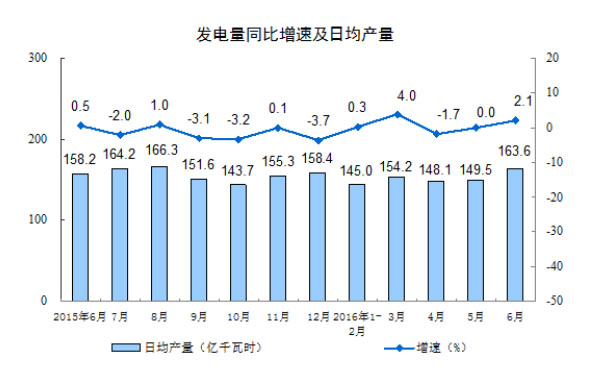 发电量同比增速及日均产量
300 20
0.5 -2.0 1.0 -3.1 -3.2 0.1 -3.7 0.3 4.0 -1.7 0.0 2.1
10
200 0
158.2 164.2 166.3 151.6 143.7 155.3 158.4 145.0 154.2 148.1 149.5 163.6
-10
100 -20
-30
-40
0 -50
2015年6月 7月 8月 9月 10月 11月 12月 2016年1- 3月 4月 5月 6月
2月
日均产量（亿千瓦时） 增速（%）